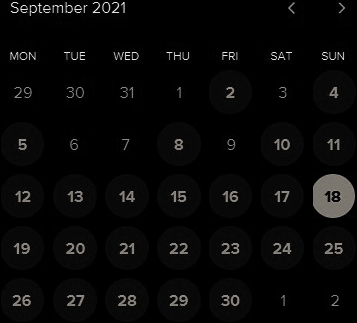 September 2021 < >
MON TUE WED THU FRI SAT SUN
29 30 31 1 2 3 4
5 6 7 8 9 10 11
12 13 14 15 16 17 18
19 20 21 22 23 24 25
26 27 28 29 30 1 2